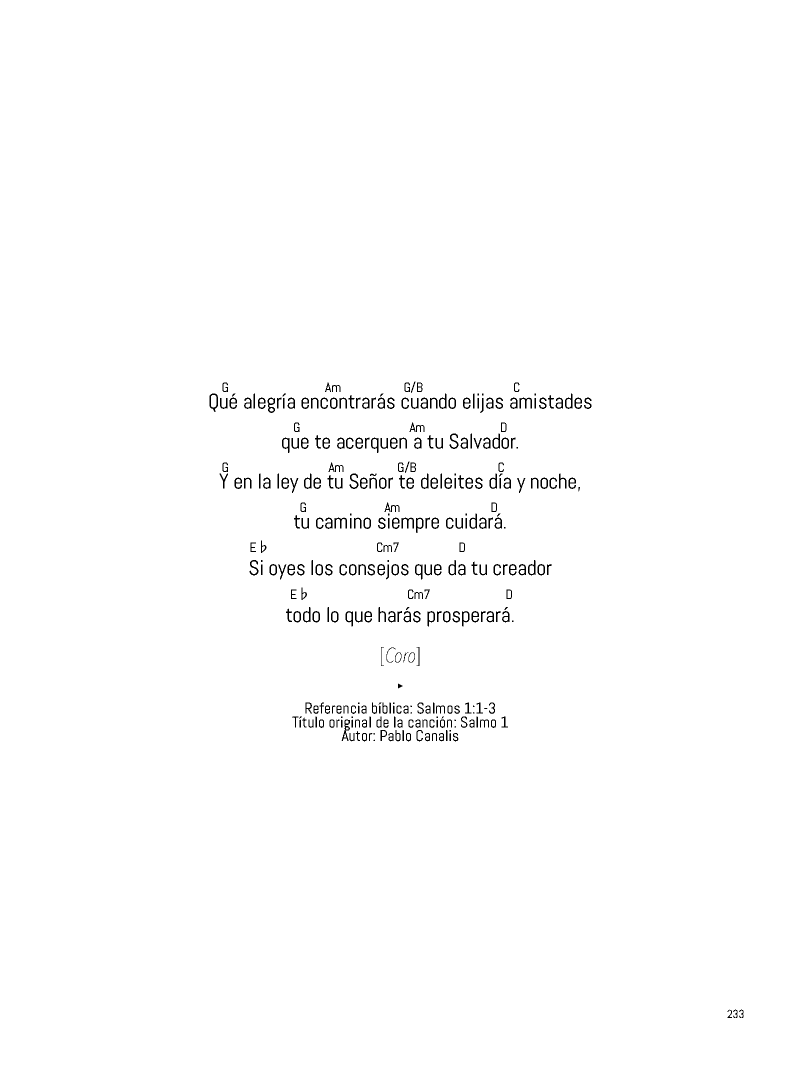 G Am G/B C
Qué alegría encontrarás cuando elijas amistades
G Am D
que te acerquen a tu Salvador.
G Am G/B C
Y en la ley de tu Señor te deleites día y noche,
G Am D
tu camino siempre cuidará.
E♭ Cm7 D
Si oyes los consejos que da tu creador
E♭ Cm7 D
todo lo que harás prosperará.
[Coro]
Referencia bíblica: Salmos 1:1-3
Título original de la canción: Salmo 1
Autor: Pablo Canalis
233